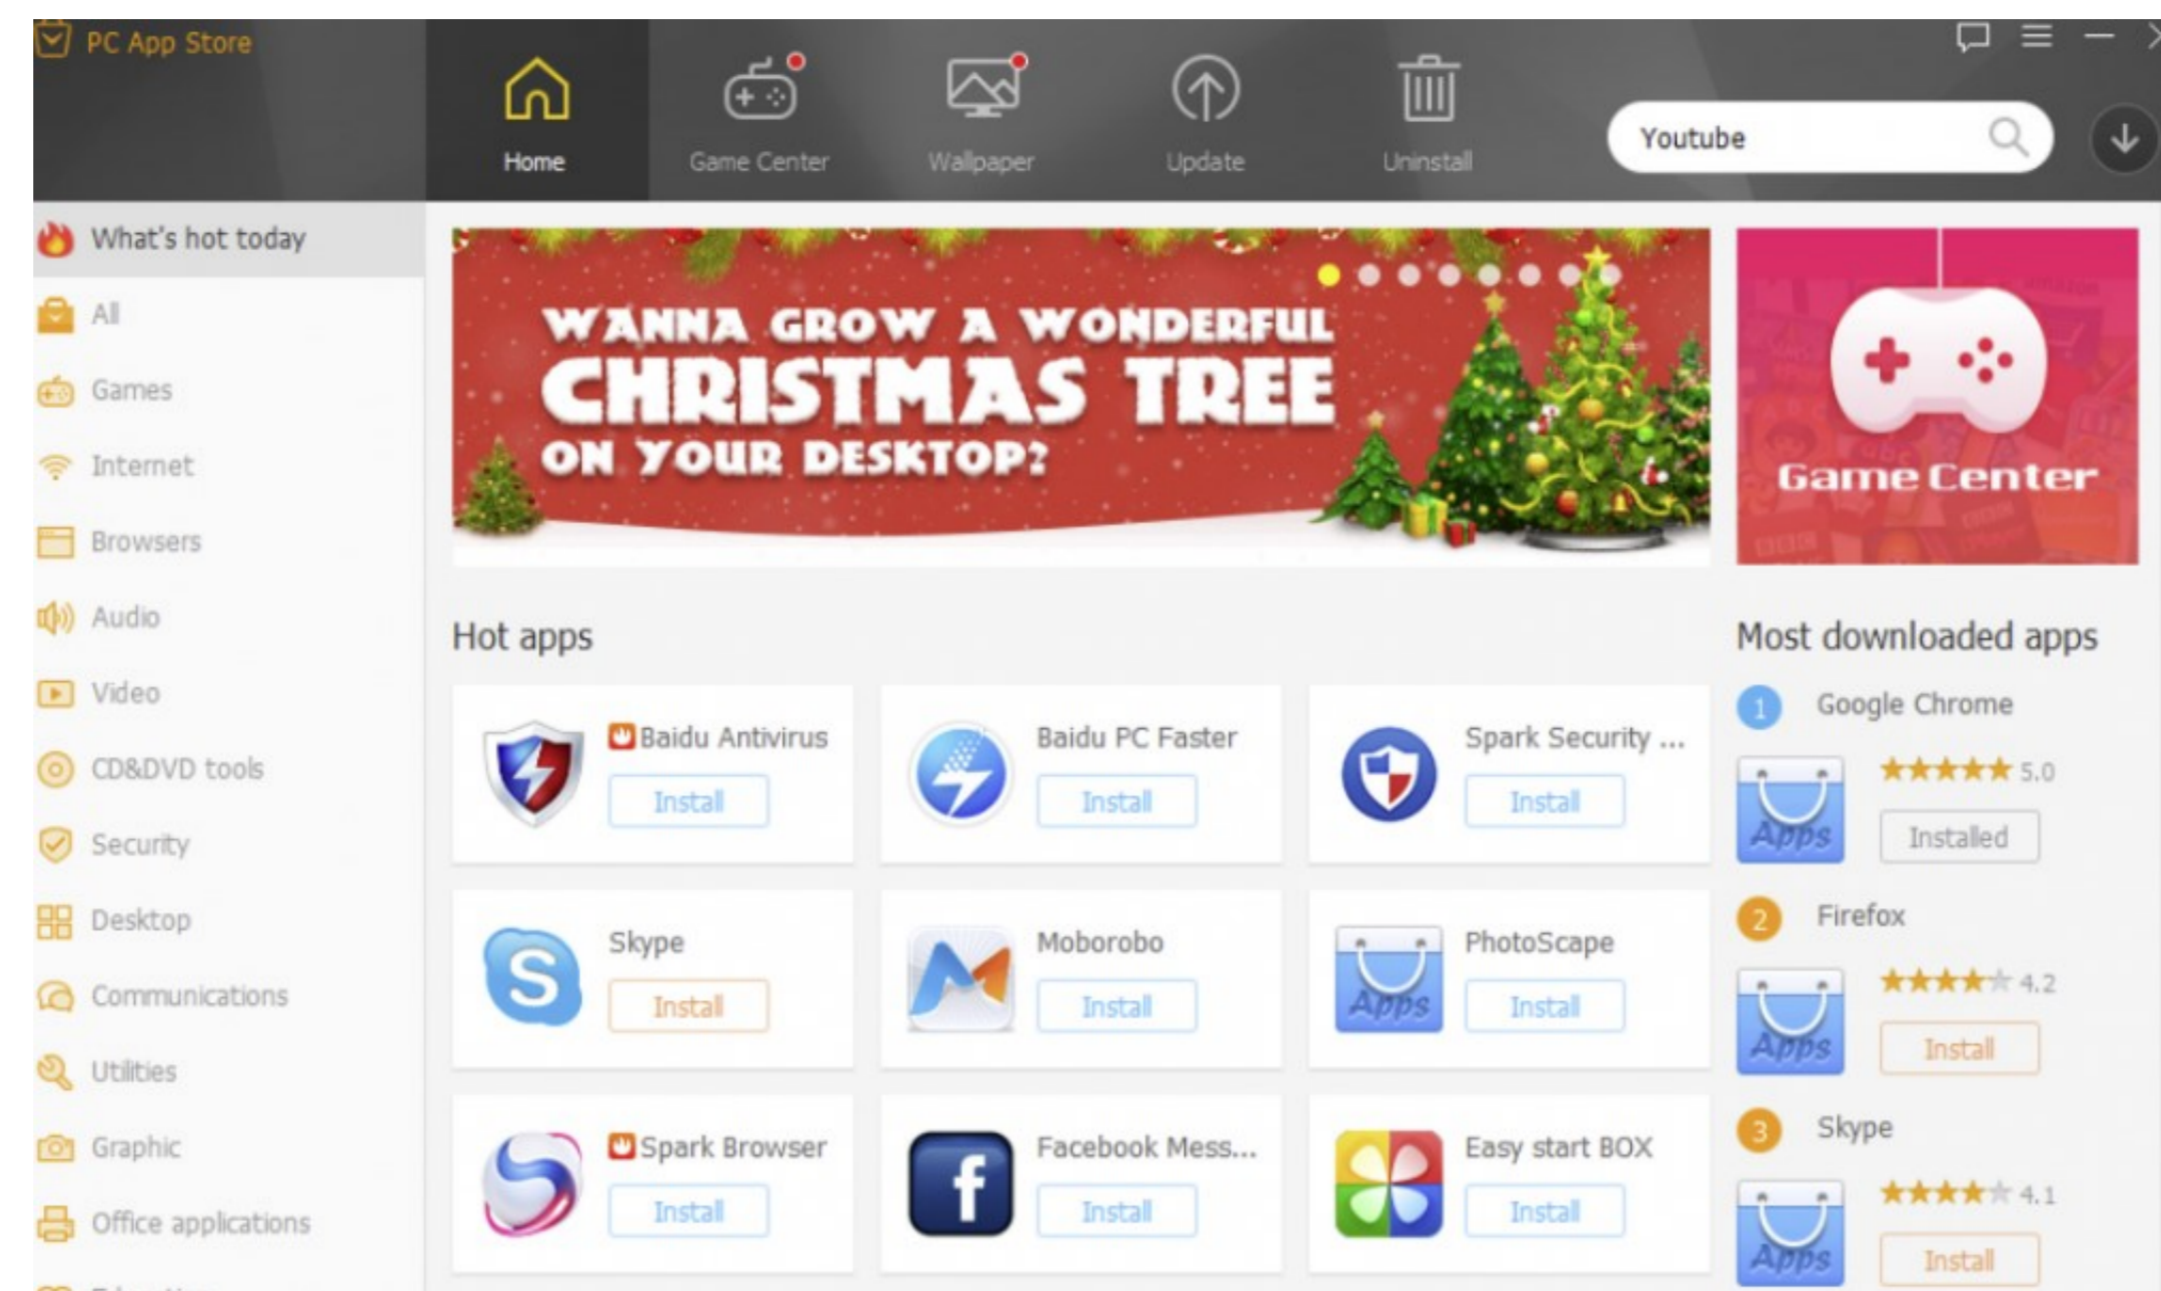 PC App Store
Home
Game Center
Wallpaper
Update
Uninstall
Youtube
What's hot today
All
Games
Internet
Browsers
Audio
Video
CD&DVD tools
Security
Desktop
Communications
Utilities
Graphic
Office applications
WANNA GROW A WONDERFUL
CHRISTMAS TREE
ON YOUR DESKTOP?
Game Center
Hot apps
Baidu Antivirus
Install
Baidu PC Faster
Install
Spark Security ...
Install
Skype
Install
Moborobo
Install
Apps
PhotoScape
Install
Spark Browser
Install
Facebook Mess...
Install
Easy start BOX
Install
Most downloaded apps
1 Google Chrome
Apps
5.0
Installed
2 Firefox
Apps
4.2
Install
3 Skype
Apps
4.1
Install